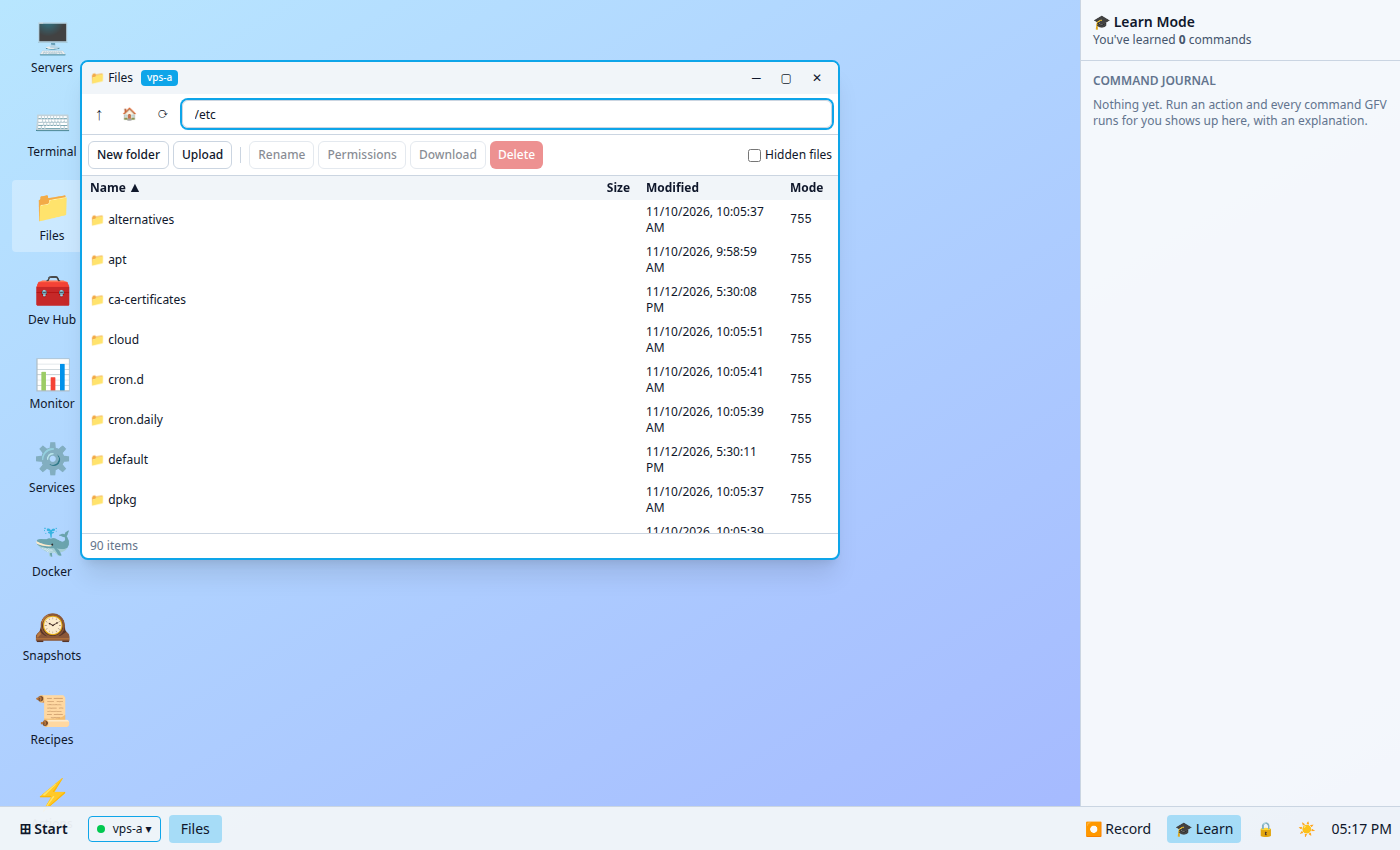 Servers
Terminal
Files
Dev Hub
Monitor
Services
Docker
Snapshots
Recipes
Files vps-a
/etc
New folder Upload Rename Permissions Download Delete Hidden files
Name ▲ Size Modified Mode
alternatives 11/10/2026, 10:05:37 AM 755
apt 11/10/2026, 9:58:59 AM 755
ca-certificates 11/12/2026, 5:30:08 PM 755
cloud 11/10/2026, 10:05:51 AM 755
cron.d 11/10/2026, 10:05:41 AM 755
cron.daily 11/10/2026, 10:05:39 AM 755
default 11/12/2026, 5:30:11 PM 755
dpkg 11/10/2026, 10:05:37 AM 755
11/10/2026, 10:05:39
90 items
Learn Mode
You've learned 0 commands
COMMAND JOURNAL
Nothing yet. Run an action and every command GFV
runs for you shows up here, with an explanation.
Start vps-a ▾ Files Record Learn 05:17 PM